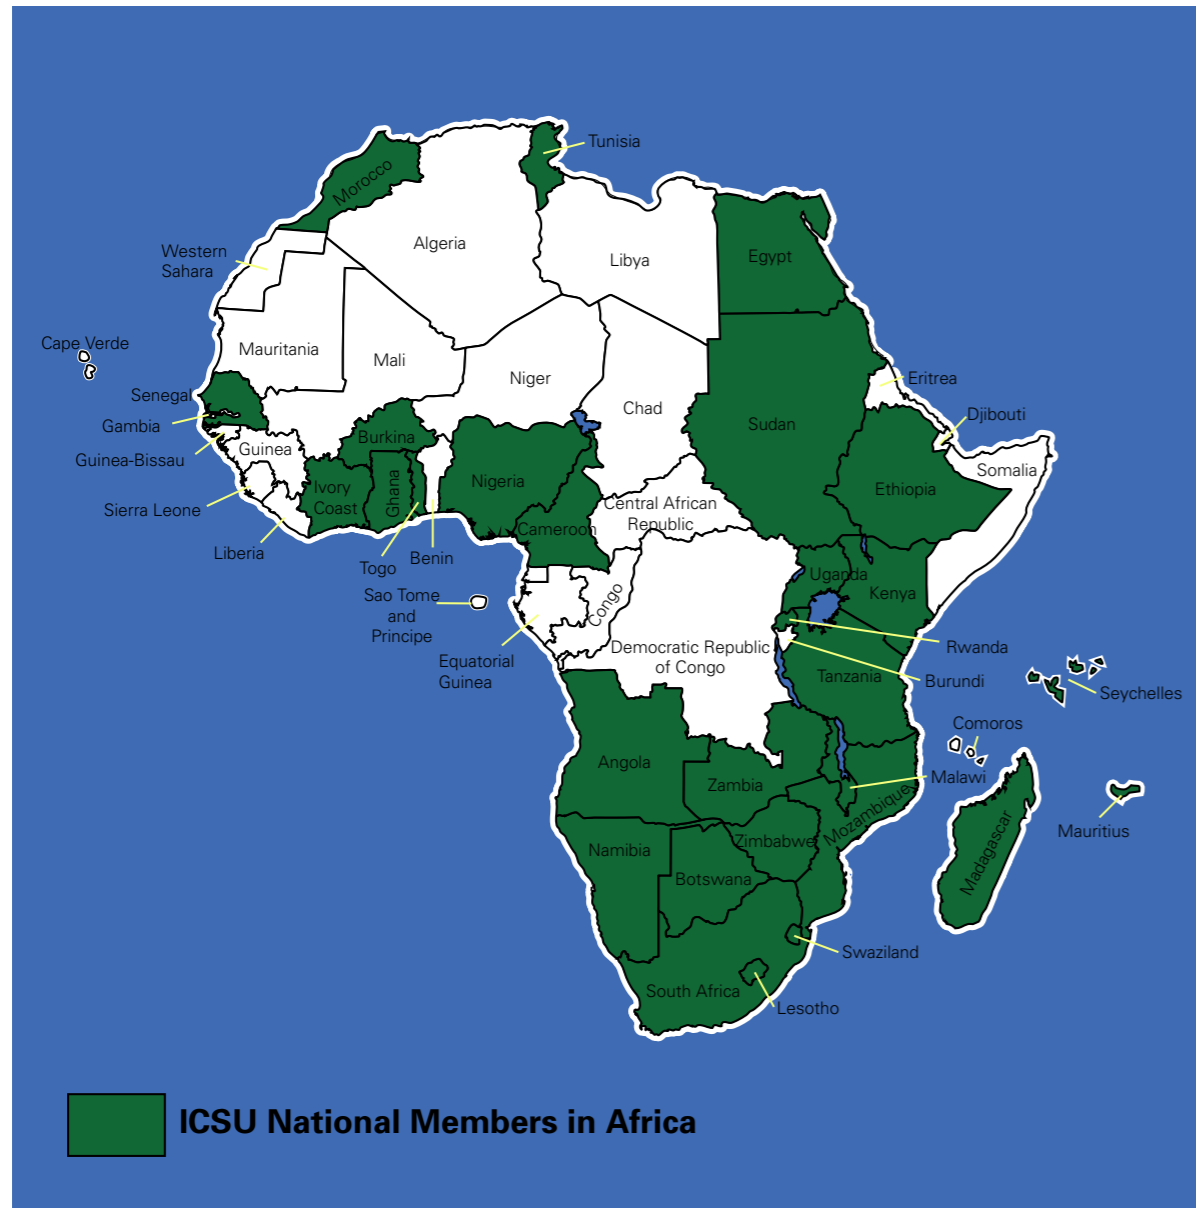 Tunisia
Morocco
Algeria
Western
Sahara
Libya
Egypt
Cape Verde
Mauritania
Mali
Niger
Eritrea
Senegal
Chad
Djibouti
Gambia
Sudan
Burkina
Guinea
Guinea-Bissau
Somalia
Nigeria
Ivory
Coast
Ghana
Ethiopia
Sierra Leone
Central African
Republic
Cameroon
Liberia
Togo
Benin
Uganda
Kenya
Sao Tome
and
Principe
Congo
Equatorial
Guinea
Democratic Republic
of Congo
Rwanda
Tanzania
Burundi
Seychelles
Comoros
Angola
Zambia
Malawi
Mozambique
Mauritius
Namibia
Zimbabwe
Botswana
Madagascar
Swaziland
South Africa
Lesotho
ICSU National Members in Africa